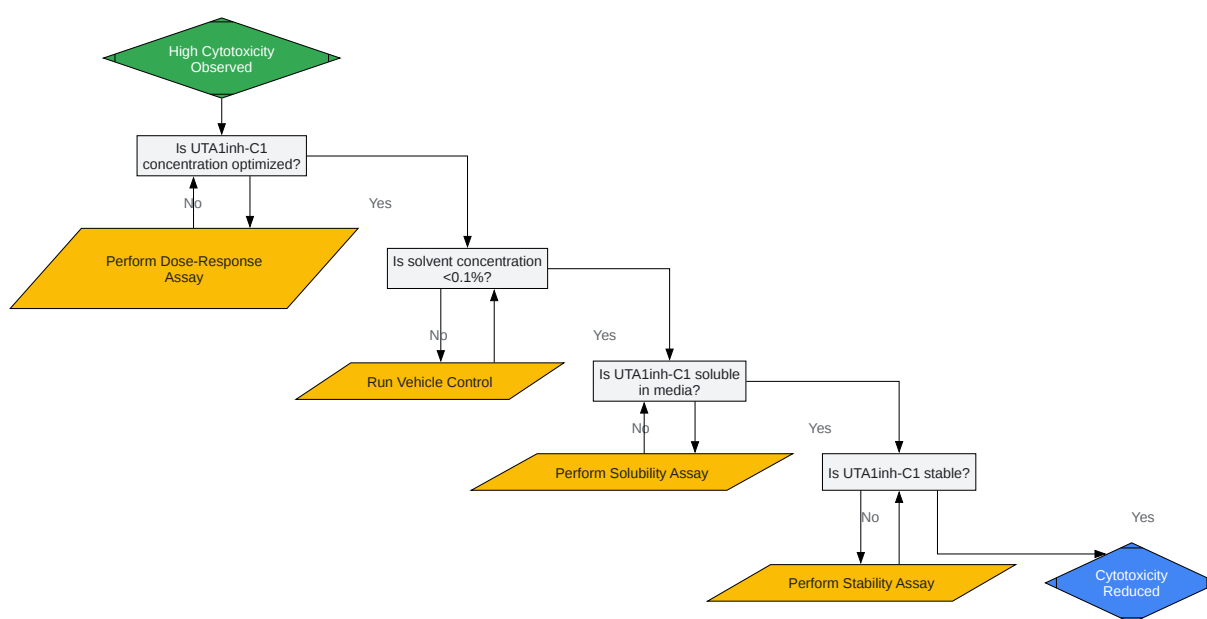 High Cytotoxicity
Observed
Is UTA1inh-C1
concentration optimized?
No
Yes
Perform Dose-Response
Assay
Is solvent concentration
<0.1%?
No
Yes
Run Vehicle Control
Is UTA1inh-C1 soluble
in media?
No
Yes
Perform Solubility Assay
Is UTA1inh-C1 stable?
No
Yes
Perform Stability Assay
Cytotoxicity
Reduced